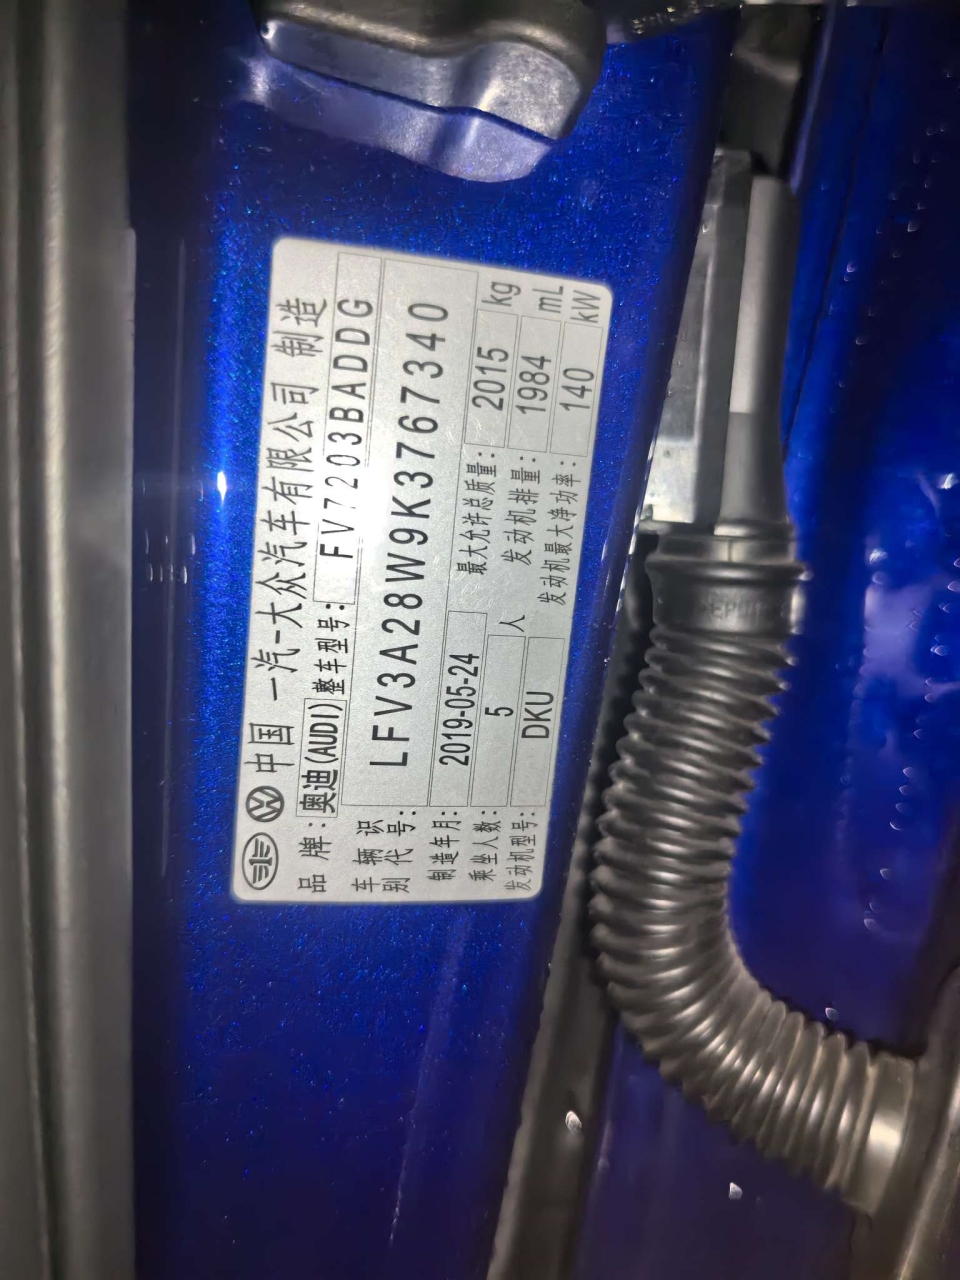 中国 一汽-大众汽车有限公司 制造
品牌: 奥迪(AUDI) 整车型号: FV7203BADDG
车辆识别代号: LFV3A28W9K3767340
制造年月: 2019-05-24 最大允许总质量: 2015 kg
乘坐人数: 5 人 发动机排量: 1984 mL
发动机型号: DKU 发动机最大净功率: 140 kW